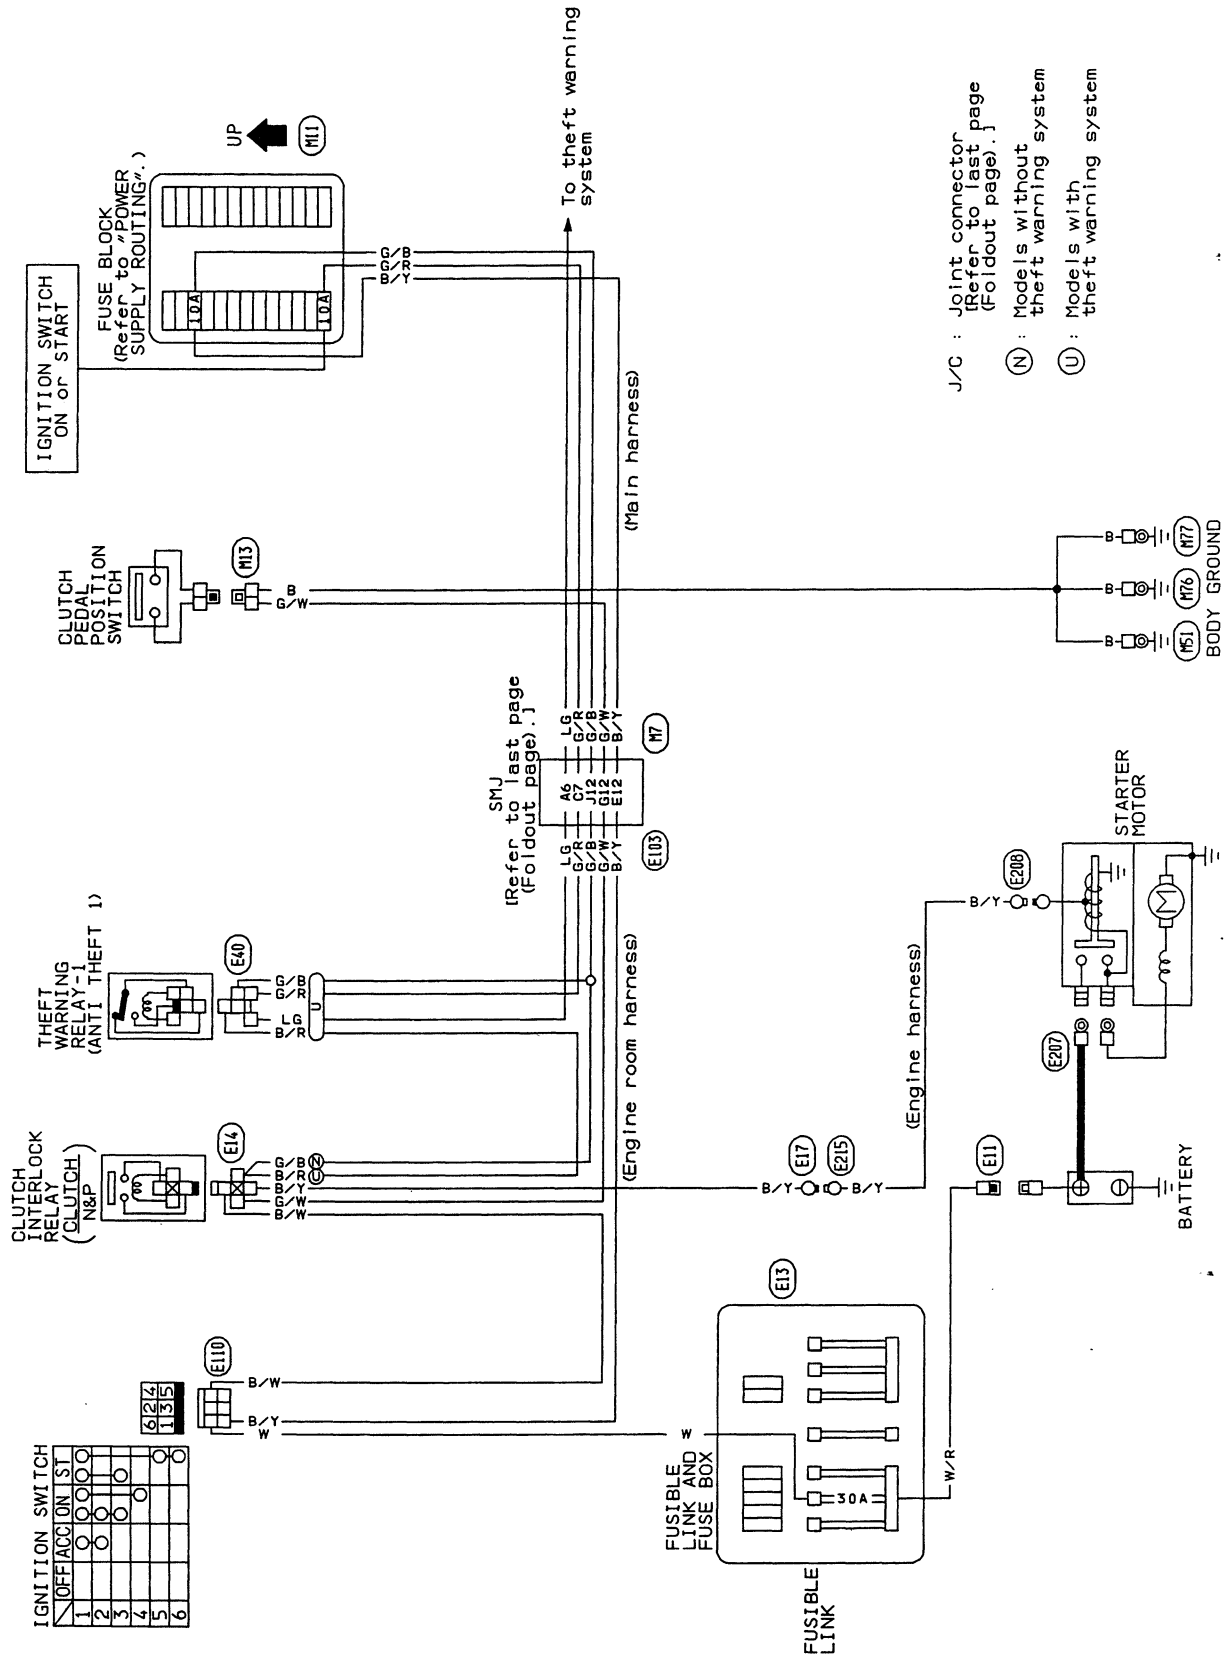 IGNITION SWITCH
OFF ACC ON ST
1
2
3
4
5
6
6 2 4
1 3 5
E110
B/W
B/Y
W
CLUTCH
INTERLOCK
RELAY
(CLUTCH)
N&P
E14
G/B N
B/R U
B/Y
G/W
B/W
THEFT
WARNING
RELAY-1
(ANTI THEFT 1)
E40
G/B
G/R
LG
B/R
U
SMJ
[Refer to last page
(Foldout page).]
LG A6 LG
G/R C7 G/R
G/B J12 G/B
G/W G12 G/W
B/Y E12 B/Y
E103
M7
(Engine room harness)
(Main harness)
CLUTCH
PEDAL
POSITION
SWITCH
M13
B
G/W
IGNITION SWITCH
ON or START
FUSE BLOCK
(Refer to "POWER
SUPPLY ROUTING".)
10A
10A
UP
M11
G/B
G/R
B/Y
To theft warning
system
FUSIBLE
LINK AND
FUSE BOX
W
30A
E13
FUSIBLE
LINK
W/R
E11
BATTERY
B/Y
E17
E215
B/Y
(Engine harness)
B/Y
E208
E207
M
STARTER
MOTOR
B
B
B
M51
M76
M77
BODY GROUND
J/C : Joint connector
[Refer to last page
(Foldout page).]
N : Models without
theft warning system
U : Models with
theft warning system